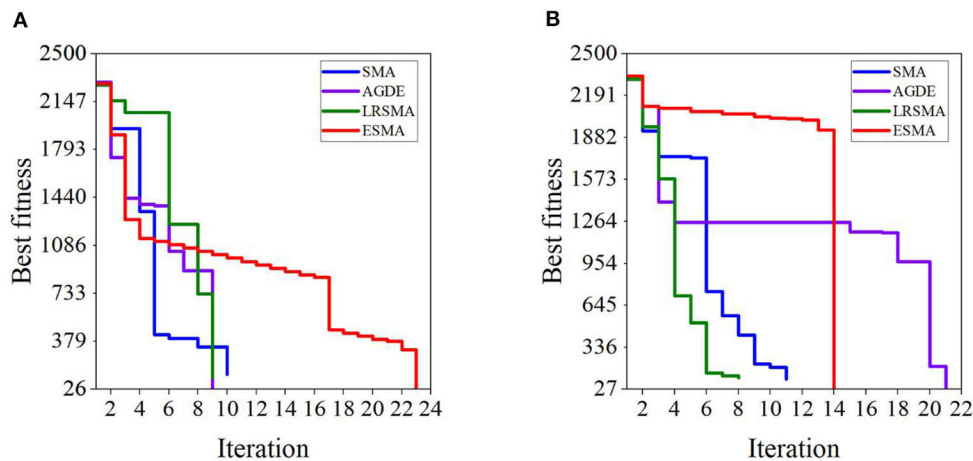 A
Best fitness
2500
2147
1793
1440
1086
733
379
26
2 4 6 8 10 12 14 16 18 20 22 24
Iteration
SMA
AGDE
LRSMA
ESMA
B
Best fitness
2500
2191
1882
1573
1264
954
645
336
27
2 4 6 8 10 12 14 16 18 20 22
Iteration
SMA
AGDE
LRSMA
ESMA